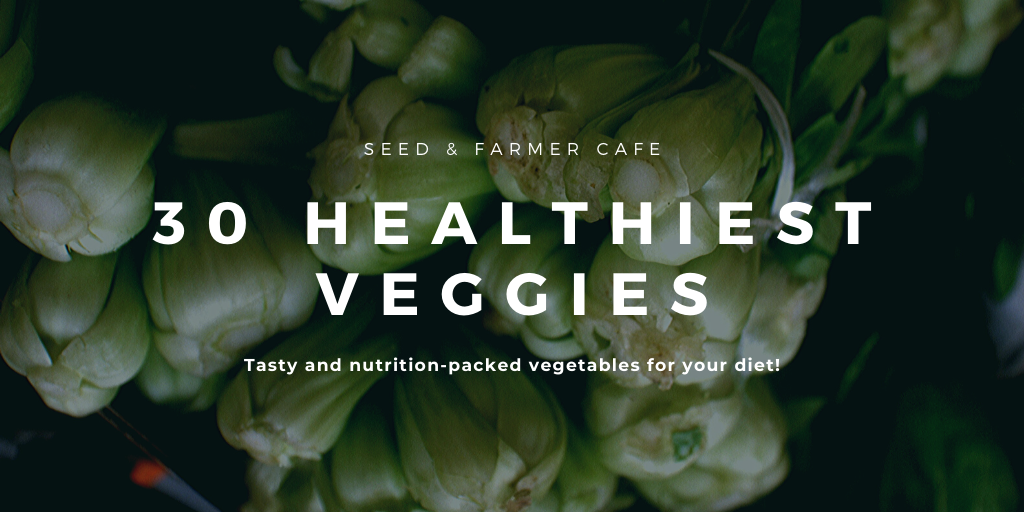 SEED & FARMER CAFE
30 HEALTHIEST
VEGGIES
Tasty and nutrition-packed vegetables for your diet!